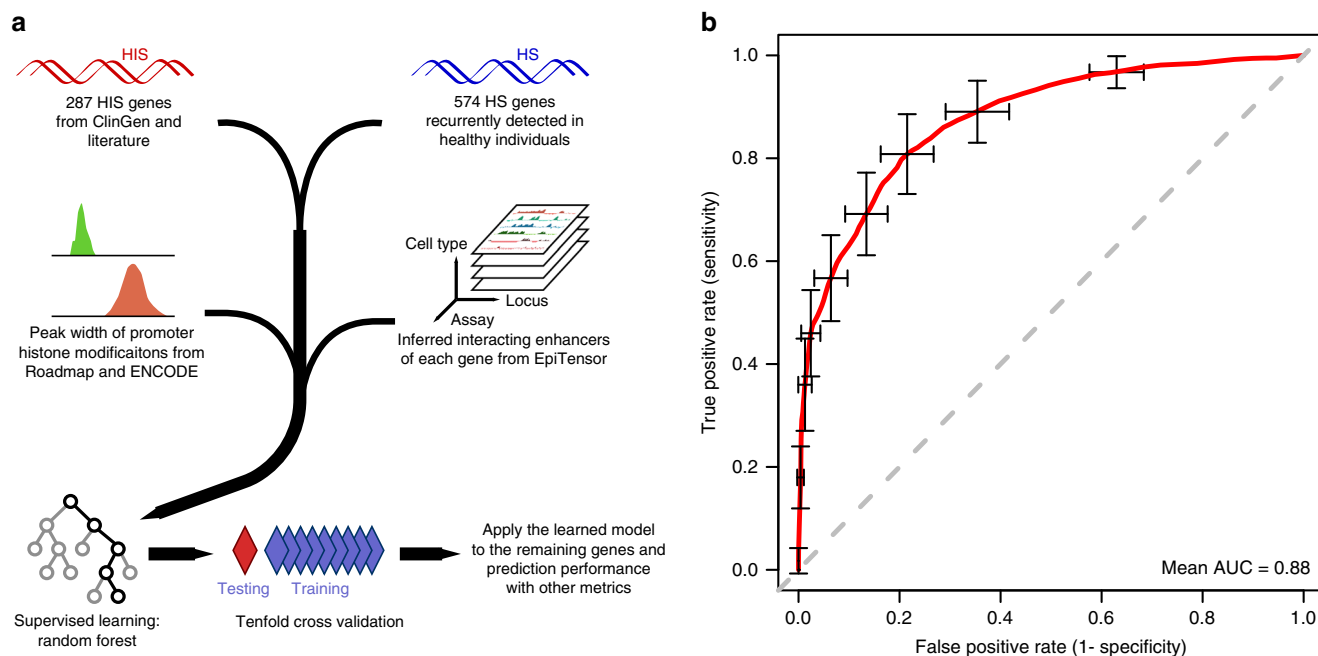 a
HIS
287 HIS genes
from ClinGen and
literature
HS
574 HS genes
recurrently detected in
healthy individuals
Peak width of promoter
histone modificaitons from
Roadmap and ENCODE
Cell type
Locus
Assay
Inferred interacting enhancers
of each gene from EpiTensor
Supervised learning:
random forest
Testing
Training
Tenfold cross validation
Apply the learned model
to the remaining genes and
prediction performance
with other metrics
b
True positive rate (sensitivity)
1.0
0.8
0.6
0.4
0.2
0.0
Mean AUC = 0.88
0.0 0.2 0.4 0.6 0.8 1.0
False positive rate (1- specificity)